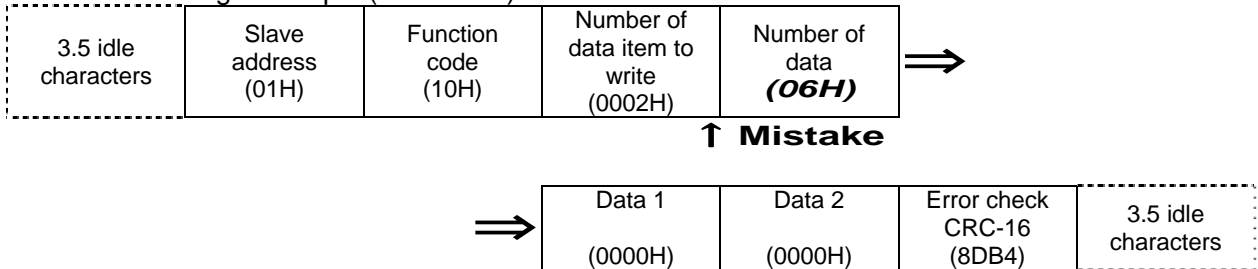 3.5 idle
characters
Slave
address
(01H)
Function
code
(10H)
Number of
data item to
write
(0002H)
Number of
data
(06H)
⇒
↑ Mistake
⇒
Data 1
(0000H)
Data 2
(0000H)
Error check
CRC-16
(8DB4)
3.5 idle
characters